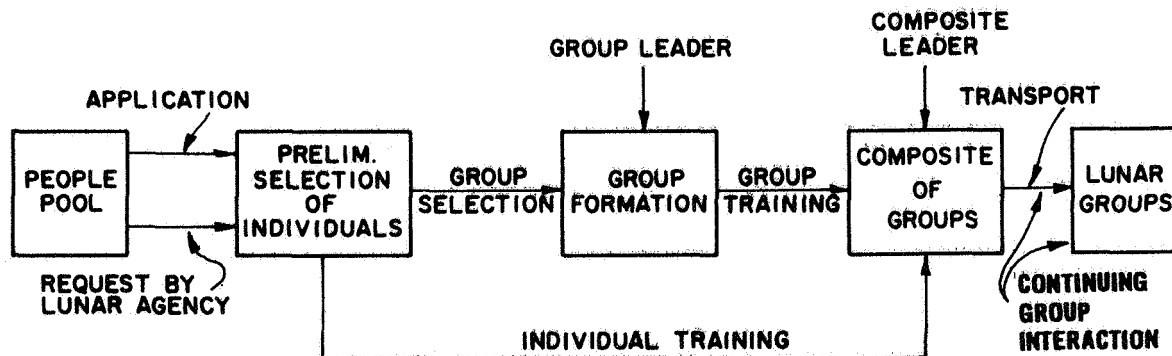 COMPOSITE
LEADER
GROUP LEADER
TRANSPORT
APPLICATION
PEOPLE
POOL
PRELIM.
SELECTION
OF
INDIVIDUALS
GROUP
SELECTION
GROUP
FORMATION
GROUP
TRAINING
COMPOSITE
OF
GROUPS
LUNAR
GROUPS
REQUEST BY
LUNAR AGENCY
CONTINUING
GROUP
INTERACTION
INDIVIDUAL TRAINING